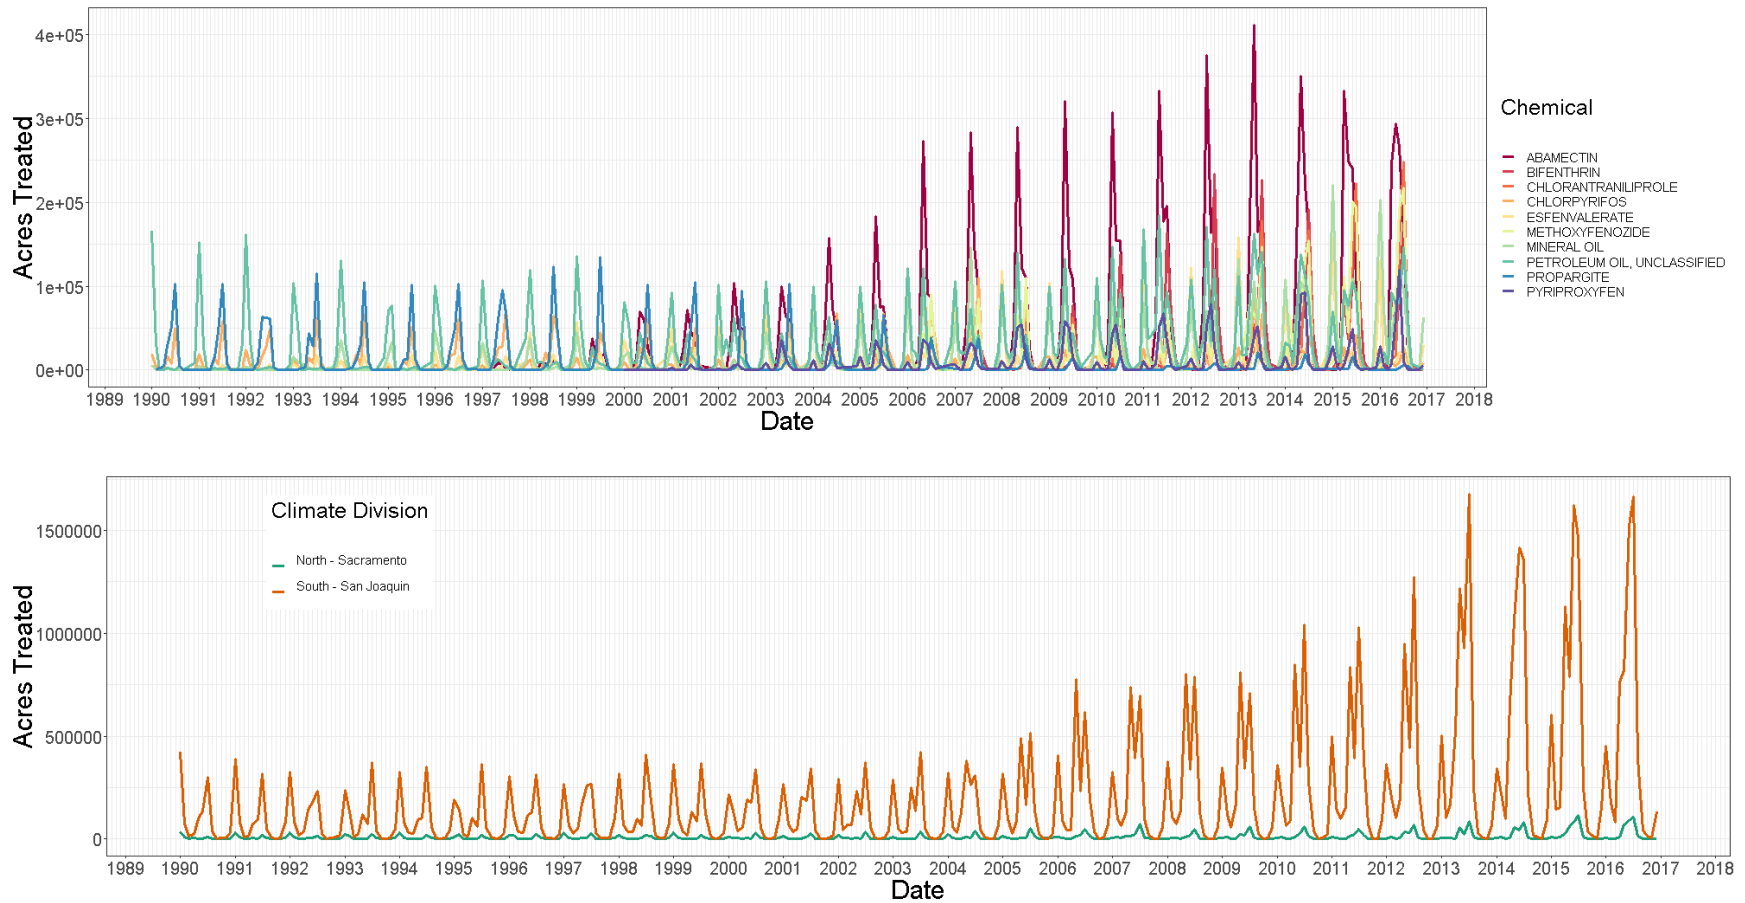 4e+05
3e+05
2e+05
1e+05
0e+00
Acres Treated
1989 1990 1991 1992 1993 1994 1995 1996 1997 1998 1999 2000 2001 2002 2003 2004 2005 2006 2007 2008 2009 2010 2011 2012 2013 2014 2015 2016 2017 2018
Date
Chemical
ABAMECTIN
BIFENTHRIN
CHLORANTRANILIPROLE
CHLORPYRIFOS
ESFENVALERATE
METHOXYFENOZIDE
MINERAL OIL
PETROLEUM OIL, UNCLASSIFIED
PROPARGITE
PYRIPROXYFEN
Climate Division
North - Sacramento
South - San Joaquin
1500000
1000000
500000
0
Acres Treated
1989 1990 1991 1992 1993 1994 1995 1996 1997 1998 1999 2000 2001 2002 2003 2004 2005 2006 2007 2008 2009 2010 2011 2012 2013 2014 2015 2016 2017 2018
Date